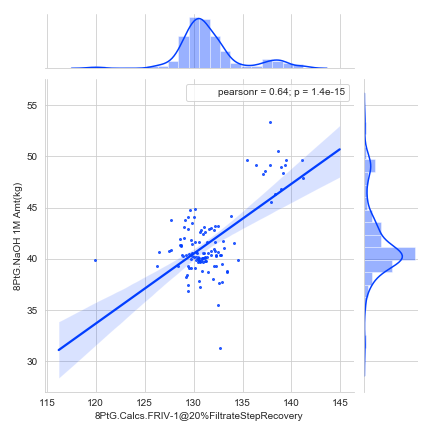 pearsonr = 0.64; p = 1.4e-15
55
50
45
40
35
30
8PtG.NaOH 1M Amt(kg)
115 120 125 130 135 140 145
8PtG.Calcs.FRIV-1@20%FiltrateStepRecovery